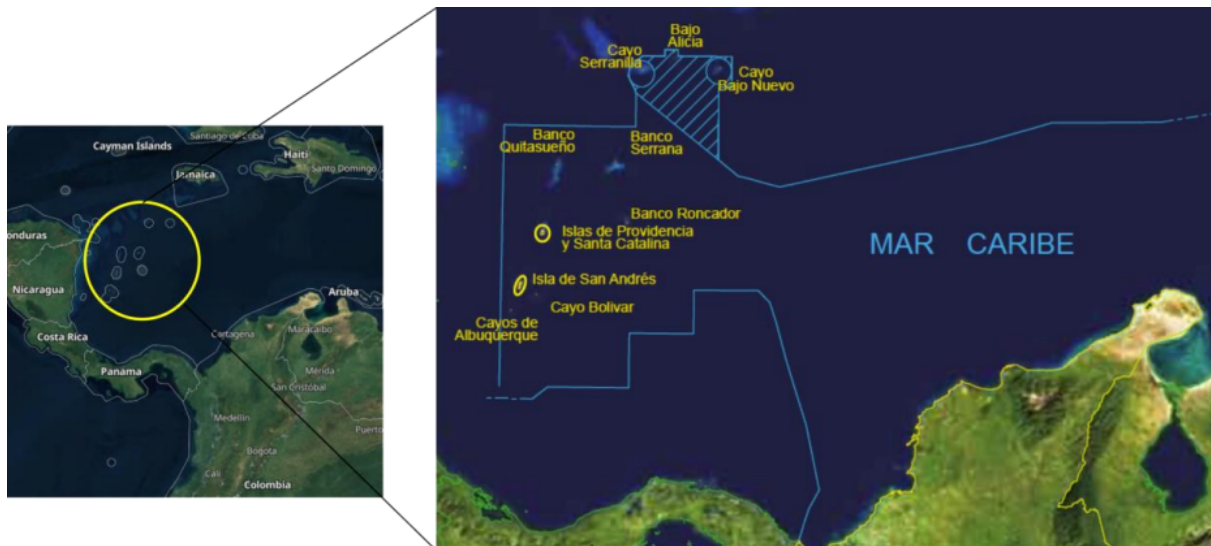 Santiago de Cuba
Cayman Islands
Haiti
Jamaica
Santo Domingo
onduras
Nicaragua
Costa Rica
Panama
Cartagena
Aruba
Maracaibo
Mérida
San Cristóbal
Medellín
Bogota
Puerto
Cali
Colombia
Bajo
Alicia
Cayo
Serranilla
Cayo
Bajo Nuevo
Banco
Quitasueño
Banco
Serrana
Banco Roncador
Islas de Providencia
y Santa Catalina
MAR CARIBE
Isla de San Andrés
Cayo Bolivar
Cayos de
Albuquerque